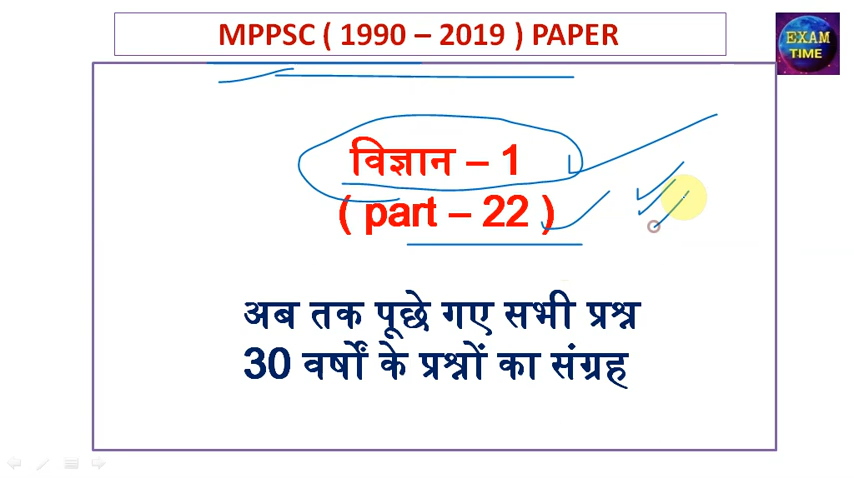 MPPSC ( 1990 – 2019 ) PAPER
EXAM
TIME
विज्ञान – 1
( part – 22 )
अब तक पूछे गए सभी प्रश्न
30 वर्षों के प्रश्नों का संग्रह